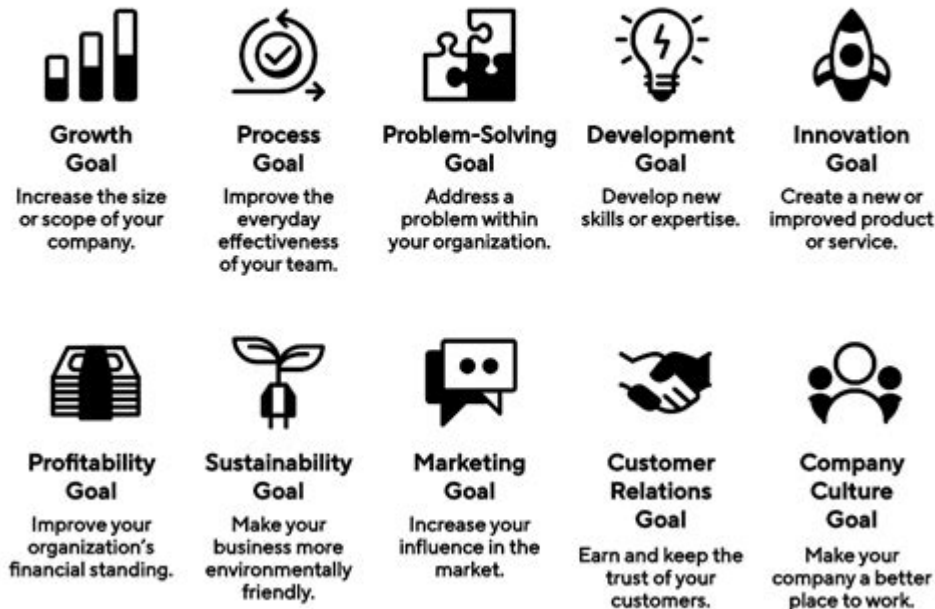 Growth
Goal
Increase the size
or scope of your
company.
Process
Goal
Improve the
everyday
effectiveness
of your team.
Problem-Solving
Goal
Address a
problem within
your organization.
Development
Goal
Develop new
skills or expertise.
Innovation
Goal
Create a new or
improved product
or service.
Profitability
Goal
Improve your
organization's
financial standing.
Sustainability
Goal
Make your
business more
environmentally
friendly.
Marketing
Goal
Increase your
influence in the
market.
Customer
Relations
Goal
Earn and keep the
trust of your
customers.
Company
Culture
Goal
Make your
company a better
place to work.